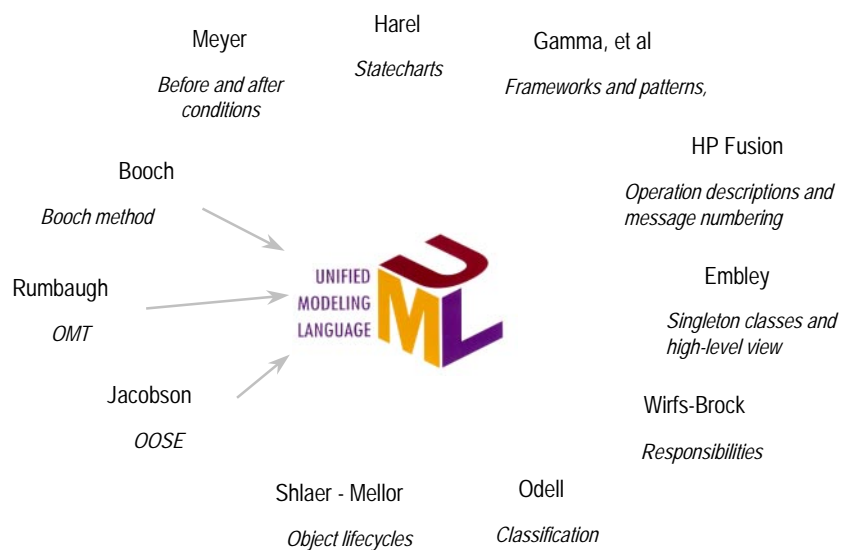 Harel
Statecharts
Meyer
Before and after
conditions
Gamma, et al
Frameworks and patterns,
HP Fusion
Operation descriptions and
message numbering
Booch
Booch method
Embley
Singleton classes and
high-level view
Rumbaugh
OMT
UNIFIED
MODELING
LANGUAGE
UML
Jacobson
OOSE
Wirfs-Brock
Responsibilities
Shlaer - Mellor
Object lifecycles
Odell
Classification